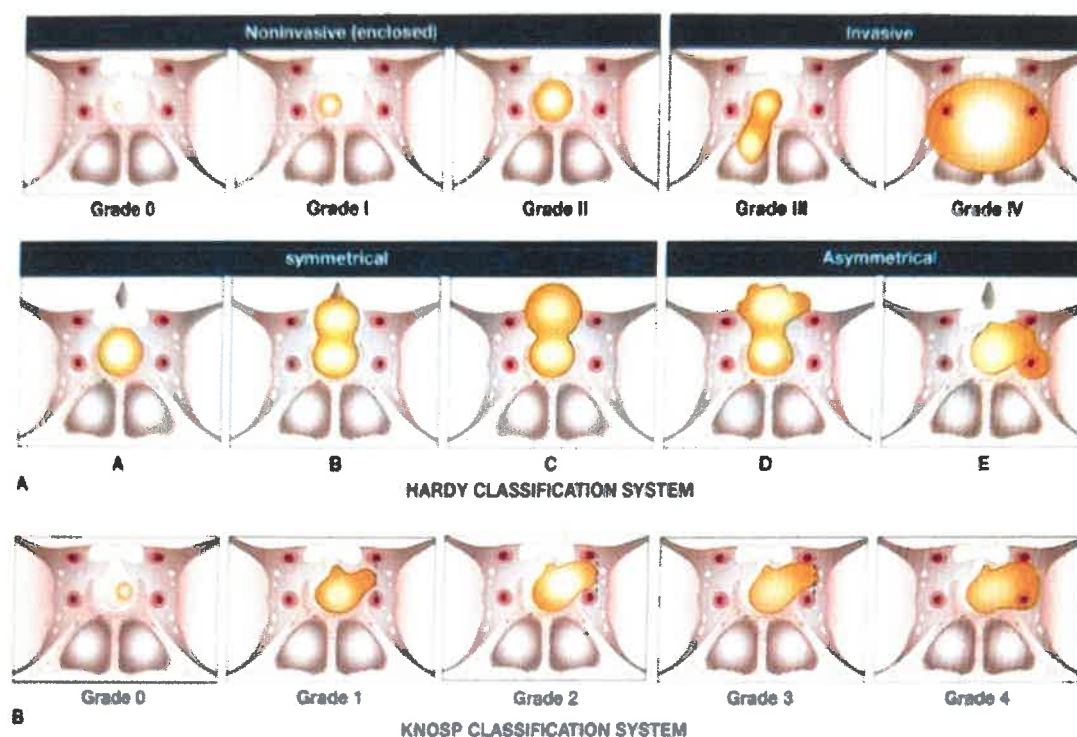 Noninvasive (enclosed) Invasive
Grade 0 Grade I Grade II Grade III Grade IV
symmetrical Asymmetrical
A B C D E
A
HARDY CLASSIFICATION SYSTEM
Grade 0 Grade 1 Grade 2 Grade 3 Grade 4
B
KNOSP CLASSIFICATION SYSTEM